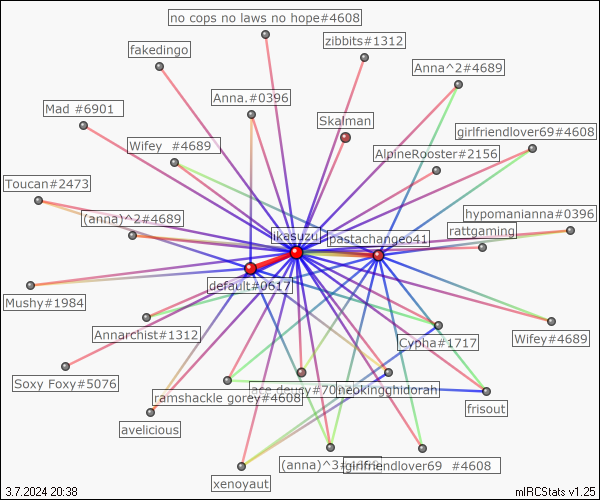 no cops no laws no hope#4608
zibbits#1312
fakedingo
Anna^2#4689
Anna.#0396
Mad #6901
Skalman
girlfriendlover69#4608
Wifey #4689
AlpineRooster#2156
Toucan#2473
hypomanianna#0396
(anna)^2#4689
rattgaming
ikasuzu
pastachange041
default#0617
Mushy#1984
Annarchist#1312
Cypha#1717
Wifey#4689
Soxy Foxy#5076
ramshackle gorey#4608
neokingghidorah
frisout
avelicious
(anna)^3
girlfriendlover69 #4608
xenoyaut
3.7.2024 20:38
mIRCStats v1.25